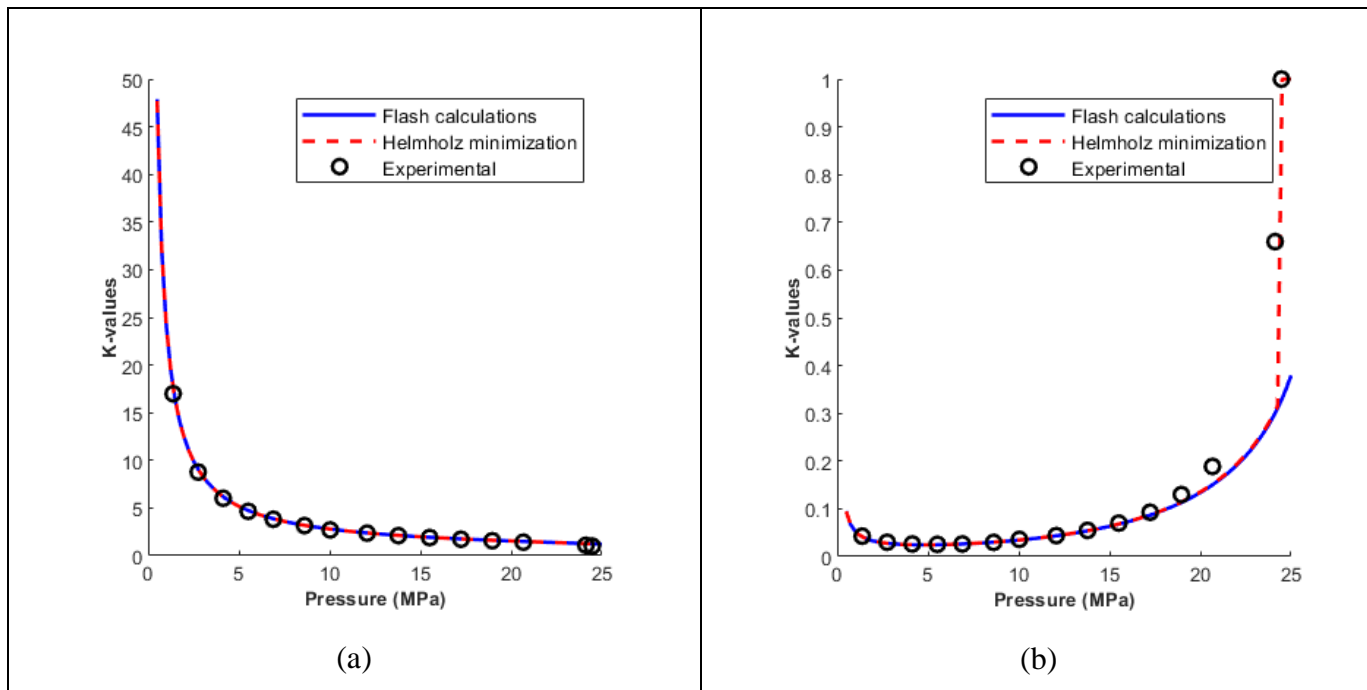 50
45
40
35
30
25
20
15
10
5
0
K-values
0 5 10 15 20 25
Pressure (MPa)
Flash calculations
Helmholz minimization
Experimental
(a)
1
0.9
0.8
0.7
0.6
0.5
0.4
0.3
0.2
0.1
0
K-values
0 5 10 15 20 25
Pressure (MPa)
Flash calculations
Helmholz minimization
Experimental
(b)